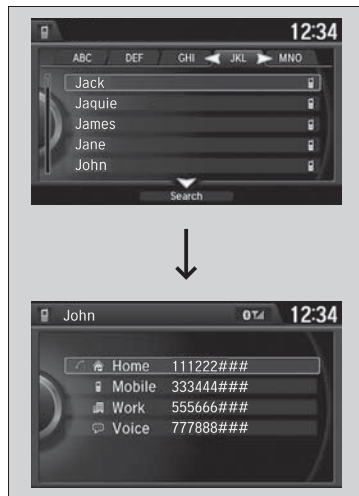 12:34
ABC DEF GHI JKL MNO
Jack
Jaquie
James
Jane
John
Search
John 12:34
Home 111222###
Mobile 333444###
Work 555666###
Voice 777888###